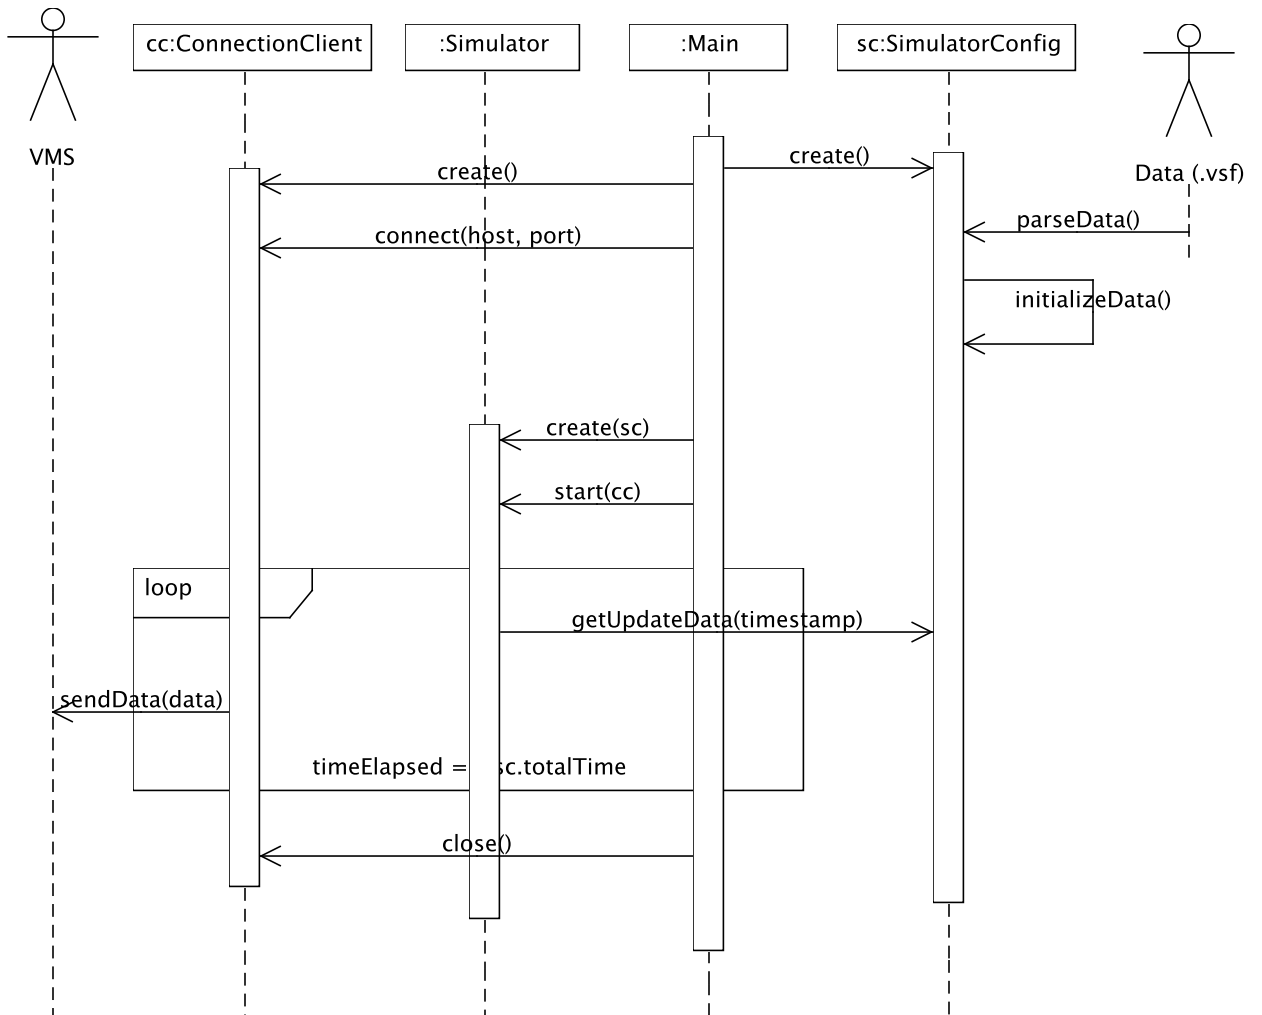 cc:ConnectionClient
:Simulator
:Main
sc:SimulatorConfig
VMS
Data (.vsf)
create()
create()
parseData()
connect(host, port)
initializeData()
create(sc)
start(cc)
loop
getUpdateData(timestamp)
sendData(data)
timeElapsed = sc.totalTime
close()